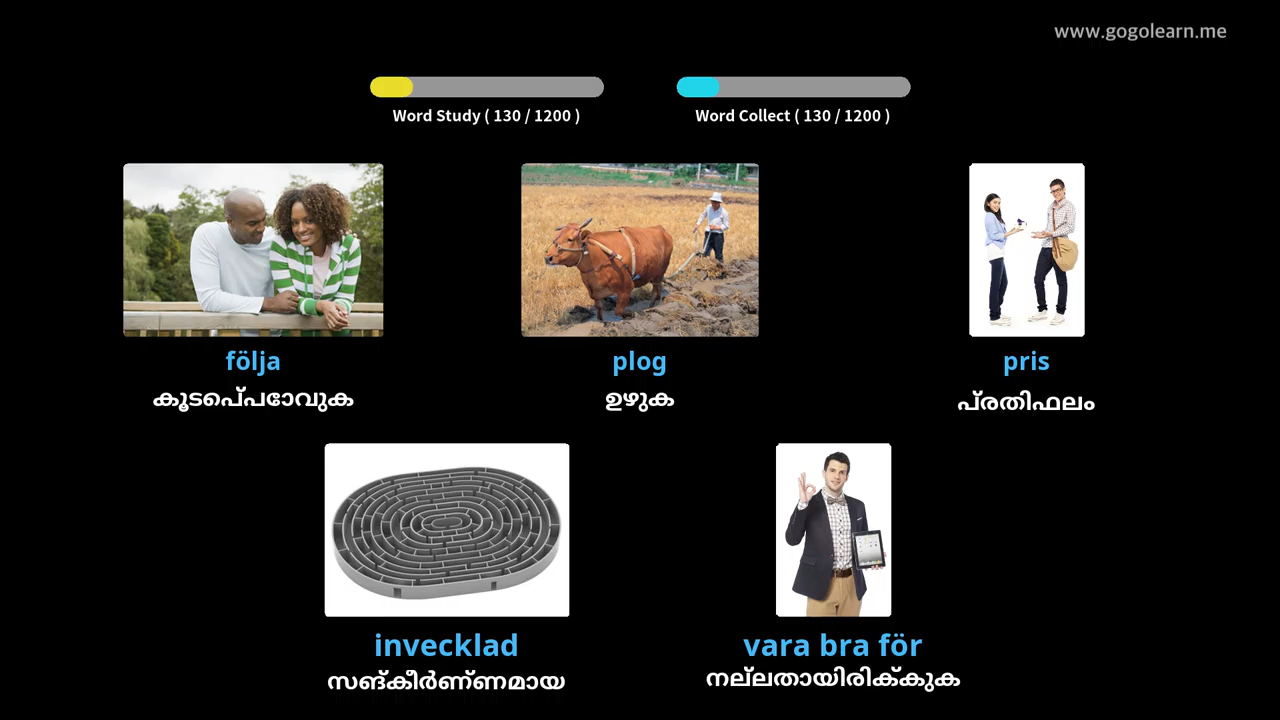 www.gogolearn.me
Word Study ( 130 / 1200 )
Word Collect ( 130 / 1200 )
följa
plog
pris
കൂടപ്പോവുക
ഉഴുക
പ്രതിഫലം
invecklad
vara bra för
സങ്കീർണ്ണമായ
നല്ലതായിരിക്കുക